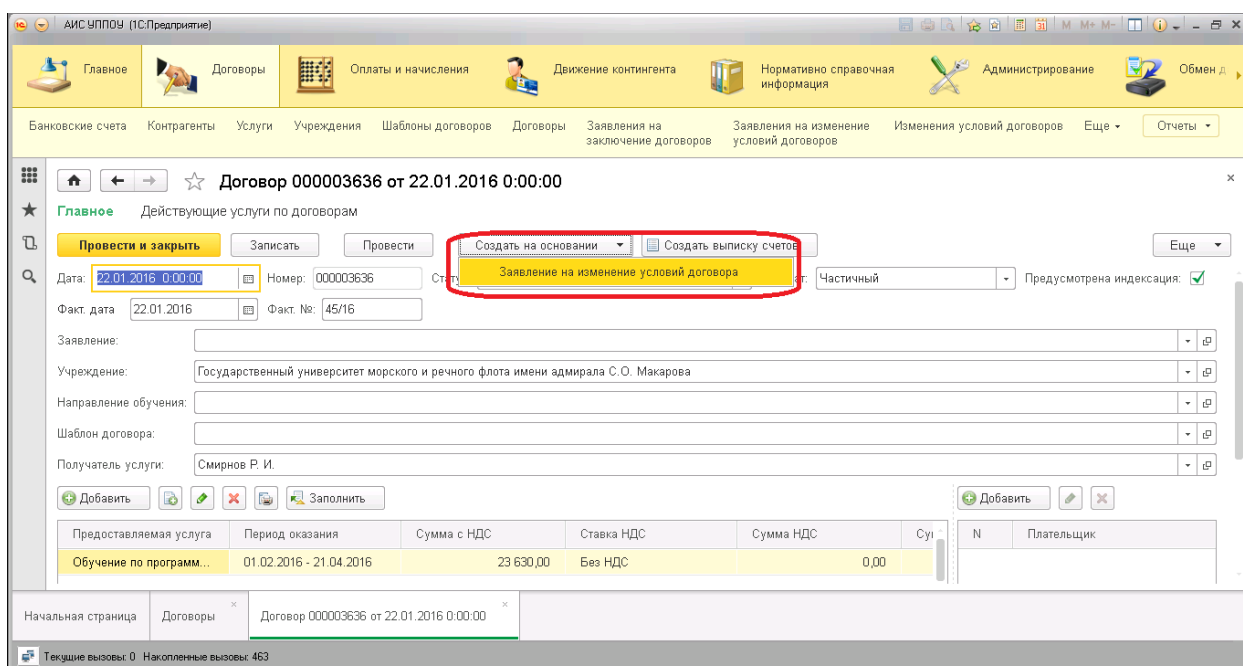 АИС УППОУ (1С:Предприятие)
M M+ M-
Главное Договоры Оплаты и начисления Движение контингента Нормативно справочная информация Администрирование Обмен д
Банковские счета Контрагенты Услуги Учреждения Шаблоны договоров Договоры Заявления на заключение договоров Заявления на изменение условий договоров Изменения условий договоров Еще Отчеты
Договор 000003636 от 22.01.2016 0:00:00
Главное Действующие услуги по договорам
Провести и закрыть Записать Провести Создать на основании Создать выписку счетов Еще
Заявление на изменение условий договора
Дата: 22.01.2016 0:00:00 Номер: 000003636 Стату Частичный Предусмотрена индексация:
Факт. дата 22.01.2016 Факт. №: 45/16
Заявление:
Учреждение: Государственный университет морского и речного флота имени адмирала С.О. Макарова
Направление обучения:
Шаблон договора:
Получатель услуги: Смирнов Р. И.
Добавить Заполнить Добавить
Предоставляемая услуга Период оказания Сумма с НДС Ставка НДС Сумма НДС Су N Плательщик
Обучение по программ... 01.02.2016 - 21.04.2016 23 630,00 Без НДС 0,00
Начальная страница Договоры Договор 000003636 от 22.01.2016 0:00:00
Текущие вызовы: 0 Накопленные вызовы: 463